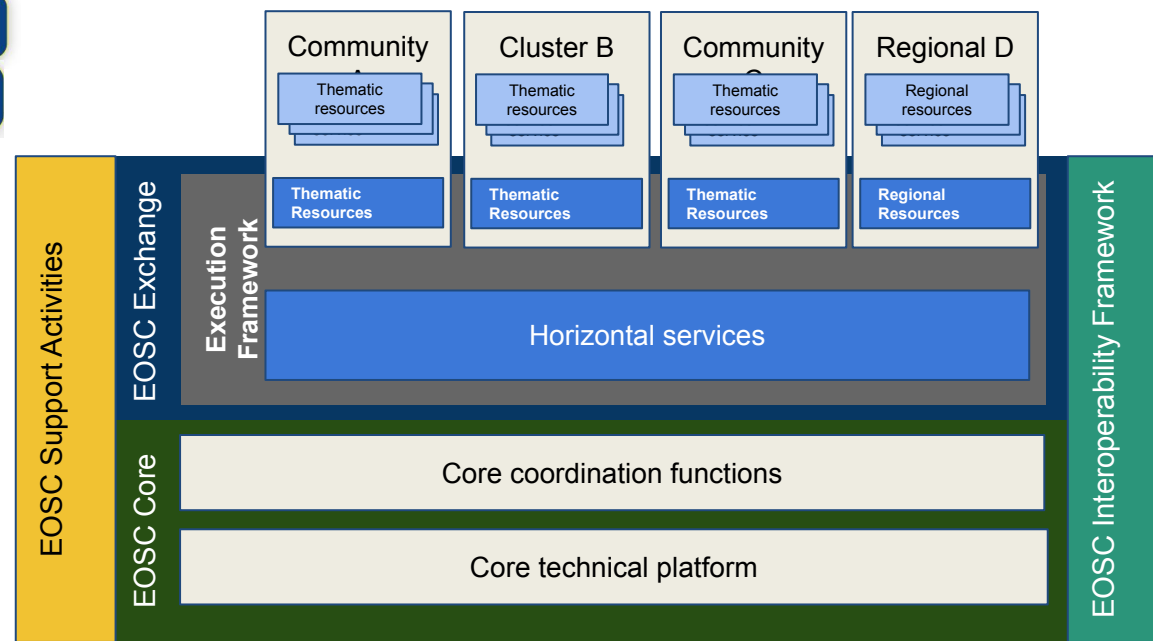 Community
Cluster B
Community
Regional D
Thematic
resources
Thematic
resources
Thematic
resources
Regional
resources
Thematic
Resources
Thematic
Resources
Thematic
Resources
Regional
Resources
EOSC Support Activities
EOSC Exchange
Execution
Framework
Horizontal services
EOSC Core
Core coordination functions
Core technical platform
EOSC Interoperability Framework